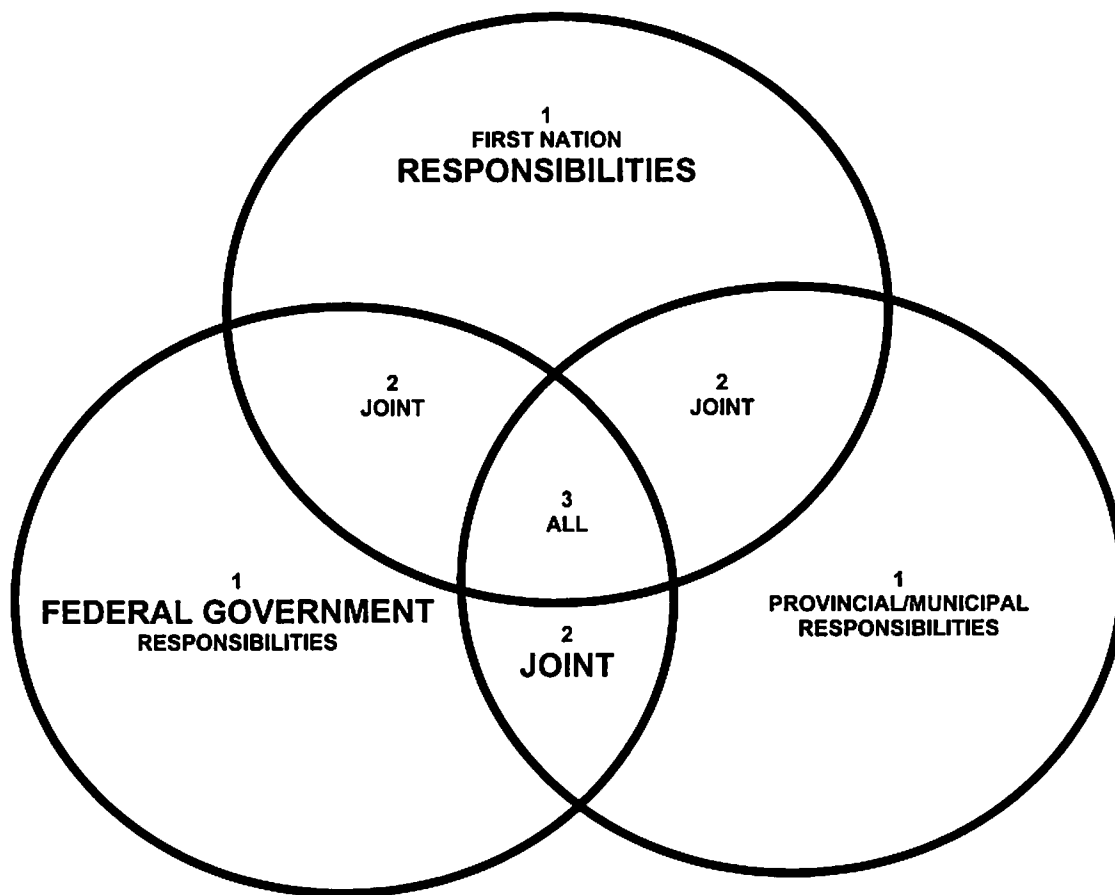 1
FIRST NATION
RESPONSIBILITIES
2
JOINT
2
JOINT
3
ALL
1
FEDERAL GOVERNMENT
RESPONSIBILITIES
1
PROVINCIAL/MUNICIPAL
RESPONSIBILITIES
2
JOINT